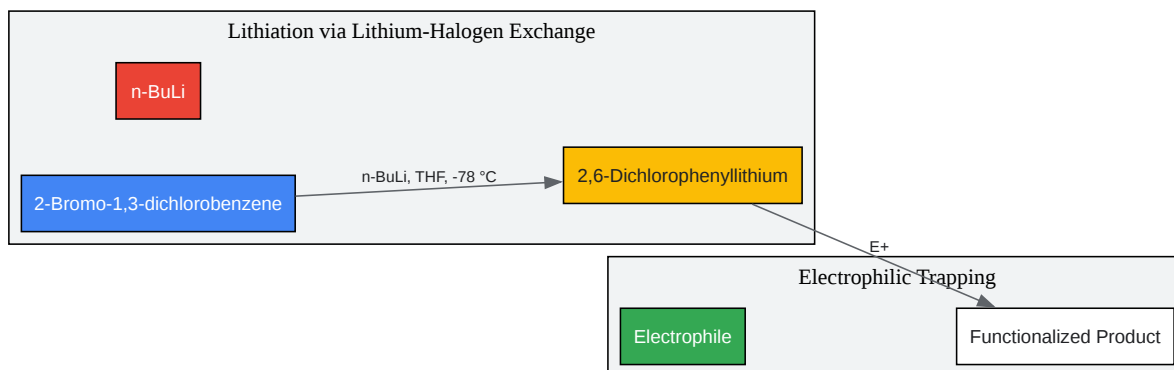 Lithiation via Lithium-Halogen Exchange
n-BuLi
n-BuLi, THF, -78 °C
2-Bromo-1,3-dichlorobenzene
2,6-Dichlorophenyllithium
E+
Electrophilic Trapping
Electrophile
Functionalized Product